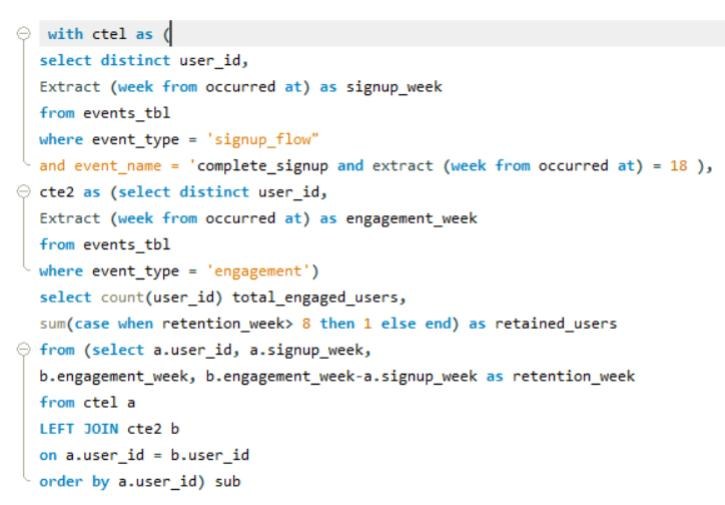 with ctel as (
select distinct user_id,
Extract (week from occurred at) as signup_week
from events_tbl
where event_type = 'signup_flow"
and event_name = 'complete_signup and extract (week from occurred at) = 18 ),
cte2 as (select distinct user_id,
Extract (week from occurred at) as engagement_week
from events_tbl
where event_type = 'engagement')
select count(user_id) total_engaged_users,
sum(case when retention_week> 8 then 1 else end) as retained_users
from (select a.user_id, a.signup_week,
b.engagement_week, b.engagement_week-a.signup_week as retention_week
from ctel a
LEFT JOIN cte2 b
on a.user_id = b.user_id
order by a.user_id) sub